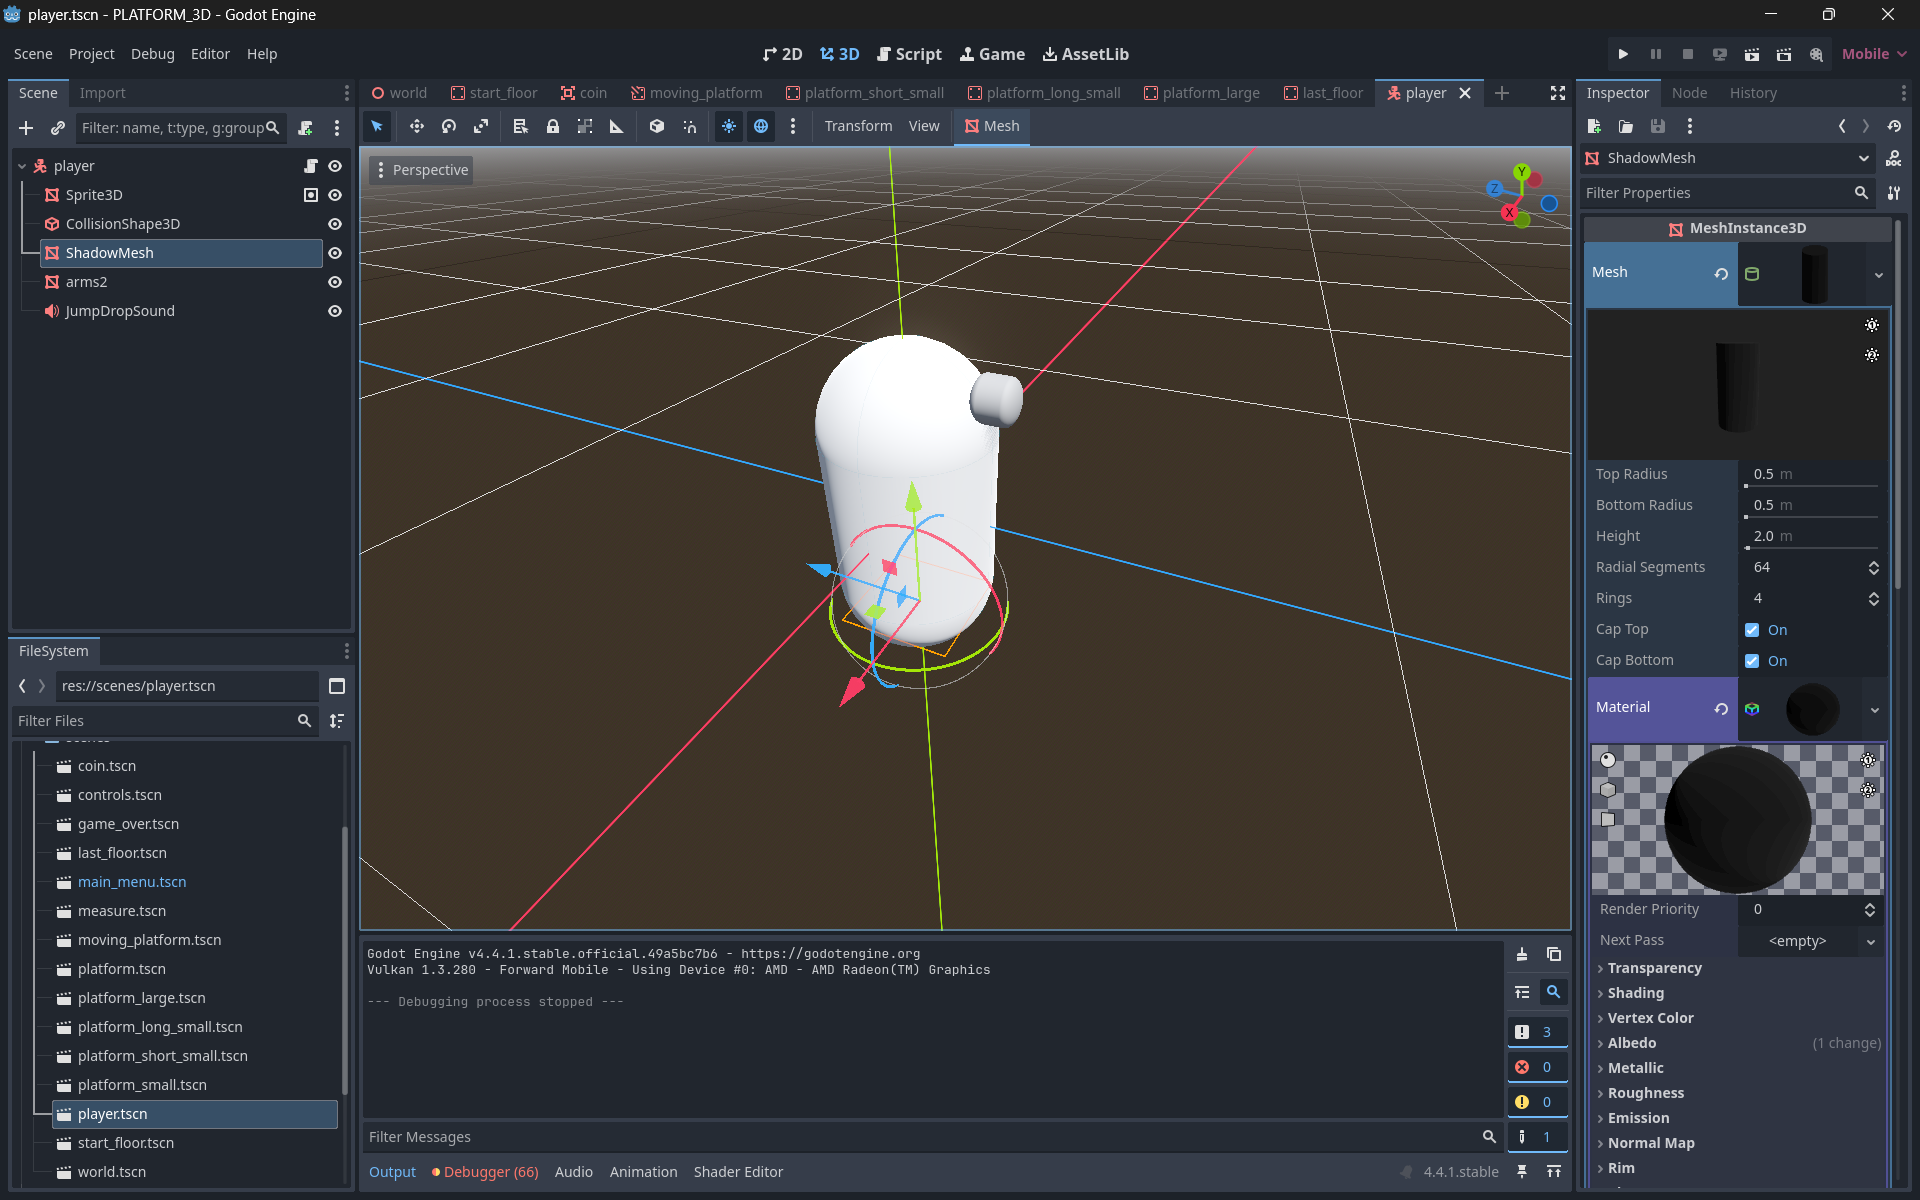 player.tscn - PLATFORM_3D - Godot Engine
Scene Project Debug Editor Help
2D 3D Script Game AssetLib
Mobile
Scene Import
Filter: name, t:type, g:group
player
Sprite3D
CollisionShape3D
ShadowMesh
arms2
JumpDropSound
FileSystem
res://scenes/player.tscn
Filter Files
coin.tscn
controls.tscn
game_over.tscn
last_floor.tscn
main_menu.tscn
measure.tscn
moving_platform.tscn
platform.tscn
platform_large.tscn
platform_long_small.tscn
platform_short_small.tscn
platform_small.tscn
player.tscn
start_floor.tscn
world.tscn
world start_floor coin moving_platform platform_short_small platform_long_small platform_large last_floor player
Transform View Mesh
Perspective
Y
Z
X
Godot Engine v4.4.1.stable.official.49a5bc7b6 - https://godotengine.org
Vulkan 1.3.280 - Forward Mobile - Using Device #0: AMD - AMD Radeon(TM) Graphics
--- Debugging process stopped ---
3
0
0
1
Filter Messages
Output Debugger (66) Audio Animation Shader Editor
4.4.1.stable
Inspector Node History
ShadowMesh
DOC
Filter Properties
MeshInstance3D
Mesh
1
2
Top Radius 0.5 m
Bottom Radius 0.5 m
Height 2.0 m
Radial Segments 64
Rings 4
Cap Top On
Cap Bottom On
Material
1
2
Render Priority 0
Next Pass <empty>
Transparency
Shading
Vertex Color
Albedo (1 change)
Metallic
Roughness
Emission
Normal Map
Rim